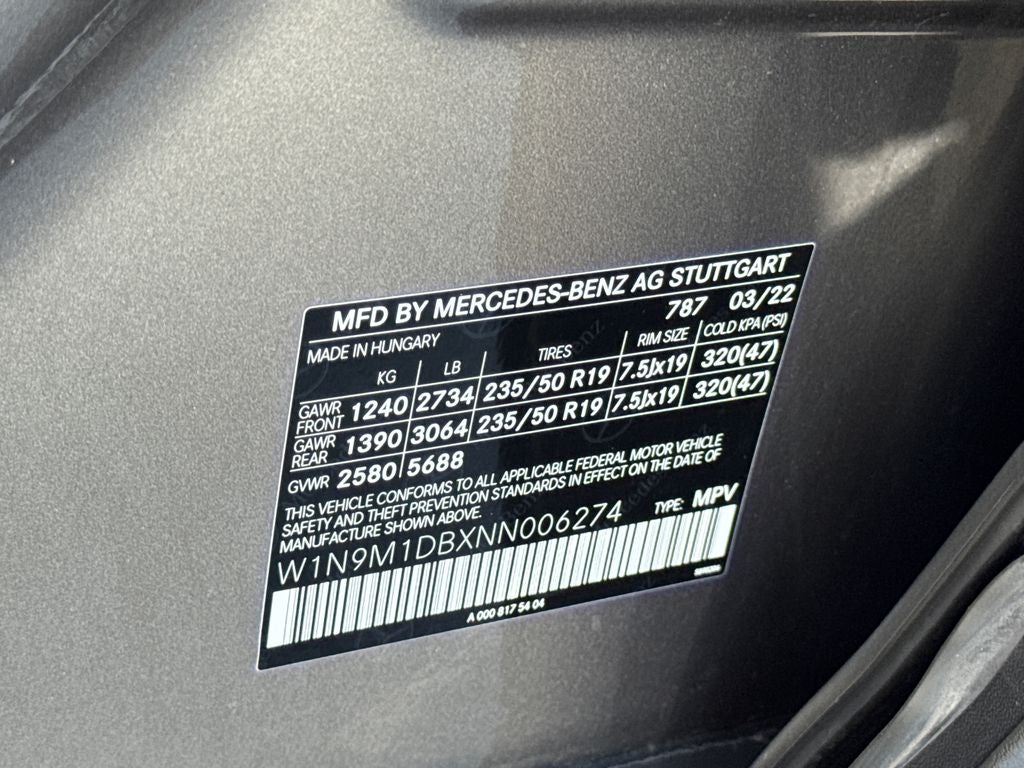 MFD BY MERCEDES-BENZ AG STUTTGART
787 03/22
MADE IN HUNGARY
KG LB TIRES RIM SIZE COLD KPA (PSI)
GAWR FRONT 1240 2734 235/50 R19 7.5Jx19 320(47)
GAWR REAR 1390 3064 235/50 R19 7.5Jx19 320(47)
GVWR 2580 5688
THIS VEHICLE CONFORMS TO ALL APPLICABLE FEDERAL MOTOR VEHICLE
SAFETY AND THEFT PREVENTION STANDARDS IN EFFECT ON THE DATE OF
MANUFACTURE SHOWN ABOVE.
TYPE: MPV
W1N9M1DBXNN006274
A 000 817 54 04